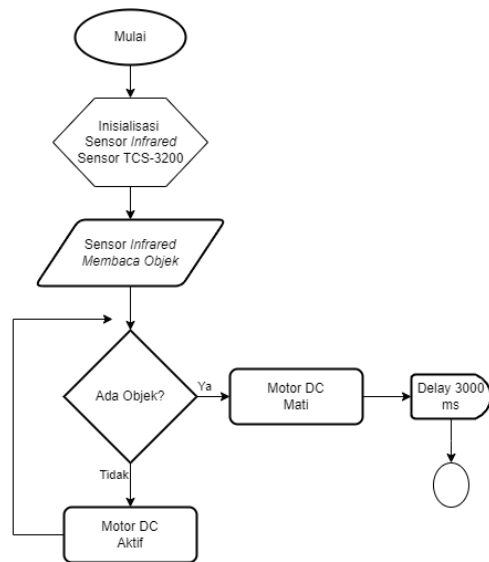 Mulai
Inisialisasi
Sensor Infrared
Sensor TCS-3200
Sensor Infrared
Membaca Objek
Ada Objek?
Ya
Motor DC
Mati
Delay 3000
ms
Tidak
Motor DC
Aktif